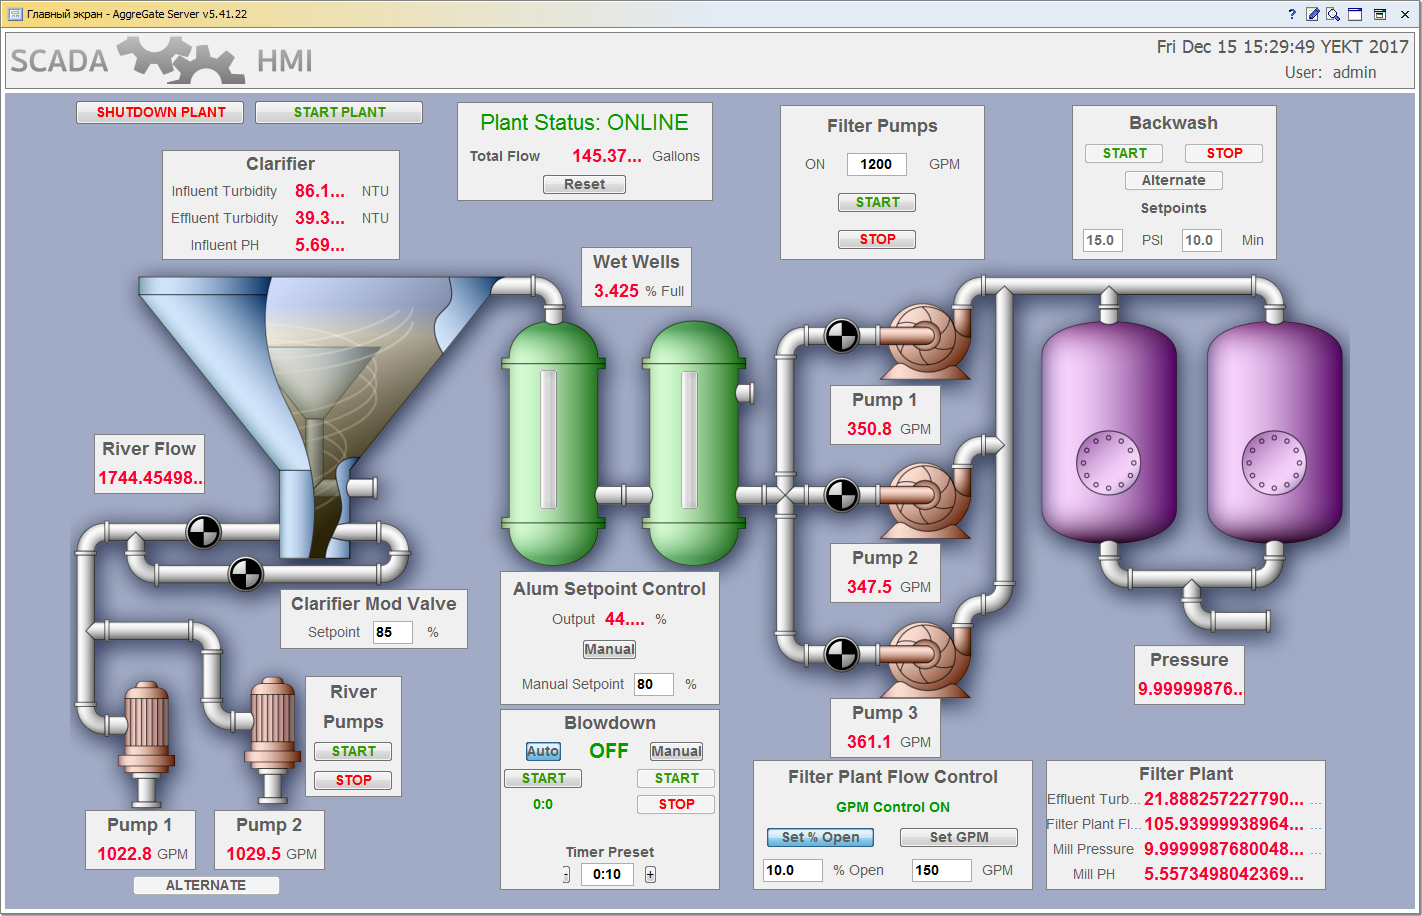 Главный экран - AggreGate Server v5.41.22
?
SCADA HMI
Fri Dec 15 15:29:49 YEKT 2017
User: admin
SHUTDOWN PLANT
START PLANT
Plant Status: ONLINE
Total Flow 145.37... Gallons
Reset
Filter Pumps
ON 1200 GPM
START
STOP
Backwash
START STOP
Alternate
Setpoints
15.0 PSI 10.0 Min
Clarifier
Influent Turbidity 86.1... NTU
Effluent Turbidity 39.3... NTU
Influent PH 5.69...
Wet Wells
3.425 % Full
River Flow
1744.45498..
Pump 1
350.8 GPM
Pump 2
347.5 GPM
Pump 3
361.1 GPM
Clarifier Mod Valve
Setpoint 85 %
Alum Setpoint Control
Output 44.... %
Manual
Manual Setpoint 80 %
Pressure
9.99999876...
River
Pumps
START
STOP
Pump 1
1022.8 GPM
Pump 2
1029.5 GPM
ALTERNATE
Blowdown
Auto OFF Manual
START START
0:0 STOP
Timer Preset
- 0:10 +
Filter Plant Flow Control
GPM Control ON
Set % Open Set GPM
10.0 % Open 150 GPM
Filter Plant
Effluent Turb... 21.888257227790... ...
Filter Plant Fl... 105.93999938964... ...
Mill Pressure 9.9999987680048... ...
Mill PH 5.5573498042369...